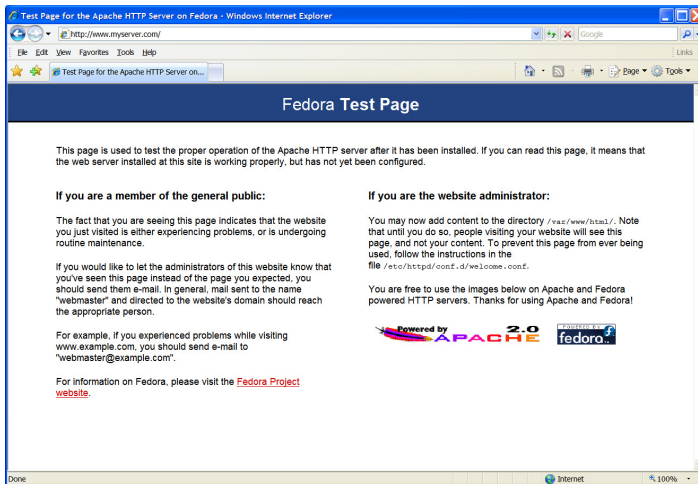 Test Page for the Apache HTTP Server on Fedora - Windows Internet Explorer
http://www.myserver.com/
Google
File Edit View Favorites Tools Help
Links
Test Page for the Apache HTTP Server on...
Page Tools
Fedora Test Page
This page is used to test the proper operation of the Apache HTTP server after it has been installed. If you can read this page, it means that
the web server installed at this site is working properly, but has not yet been configured.
If you are a member of the general public:
The fact that you are seeing this page indicates that the website
you just visited is either experiencing problems, or is undergoing
routine maintenance.
If you would like to let the administrators of this website know that
you've seen this page instead of the page you expected, you
should send them e-mail. In general, mail sent to the name
"webmaster" and directed to the website's domain should reach
the appropriate person.
For example, if you experienced problems while visiting
www.example.com, you should send e-mail to
"webmaster@example.com".
For information on Fedora, please visit the Fedora Project
website.
If you are the website administrator:
You may now add content to the directory /var/www/html/. Note
that until you do so, people visiting your website will see this
page, and not your content. To prevent this page from ever being
used, follow the instructions in the
file /etc/httpd/conf.d/welcome.conf.
You are free to use the images below on Apache and Fedora
powered HTTP servers. Thanks for using Apache and Fedora!
Powered by 2.0
APACHE
POWERED BY
fedora
Done
Internet
100%